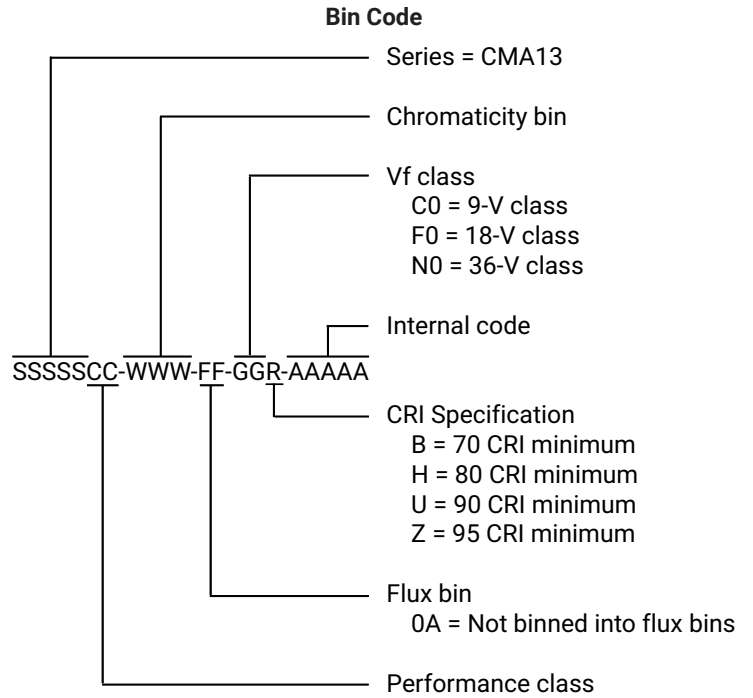 Bin Code
Series = CMA13
Chromaticity bin
Vf class
C0 = 9-V class
F0 = 18-V class
N0 = 36-V class
Internal code
SSSSSCC-WWW-FF-GGR-AAAAA
CRI Specification
B = 70 CRI minimum
H = 80 CRI minimum
U = 90 CRI minimum
Z = 95 CRI minimum
Flux bin
0A = Not binned into flux bins
Performance class